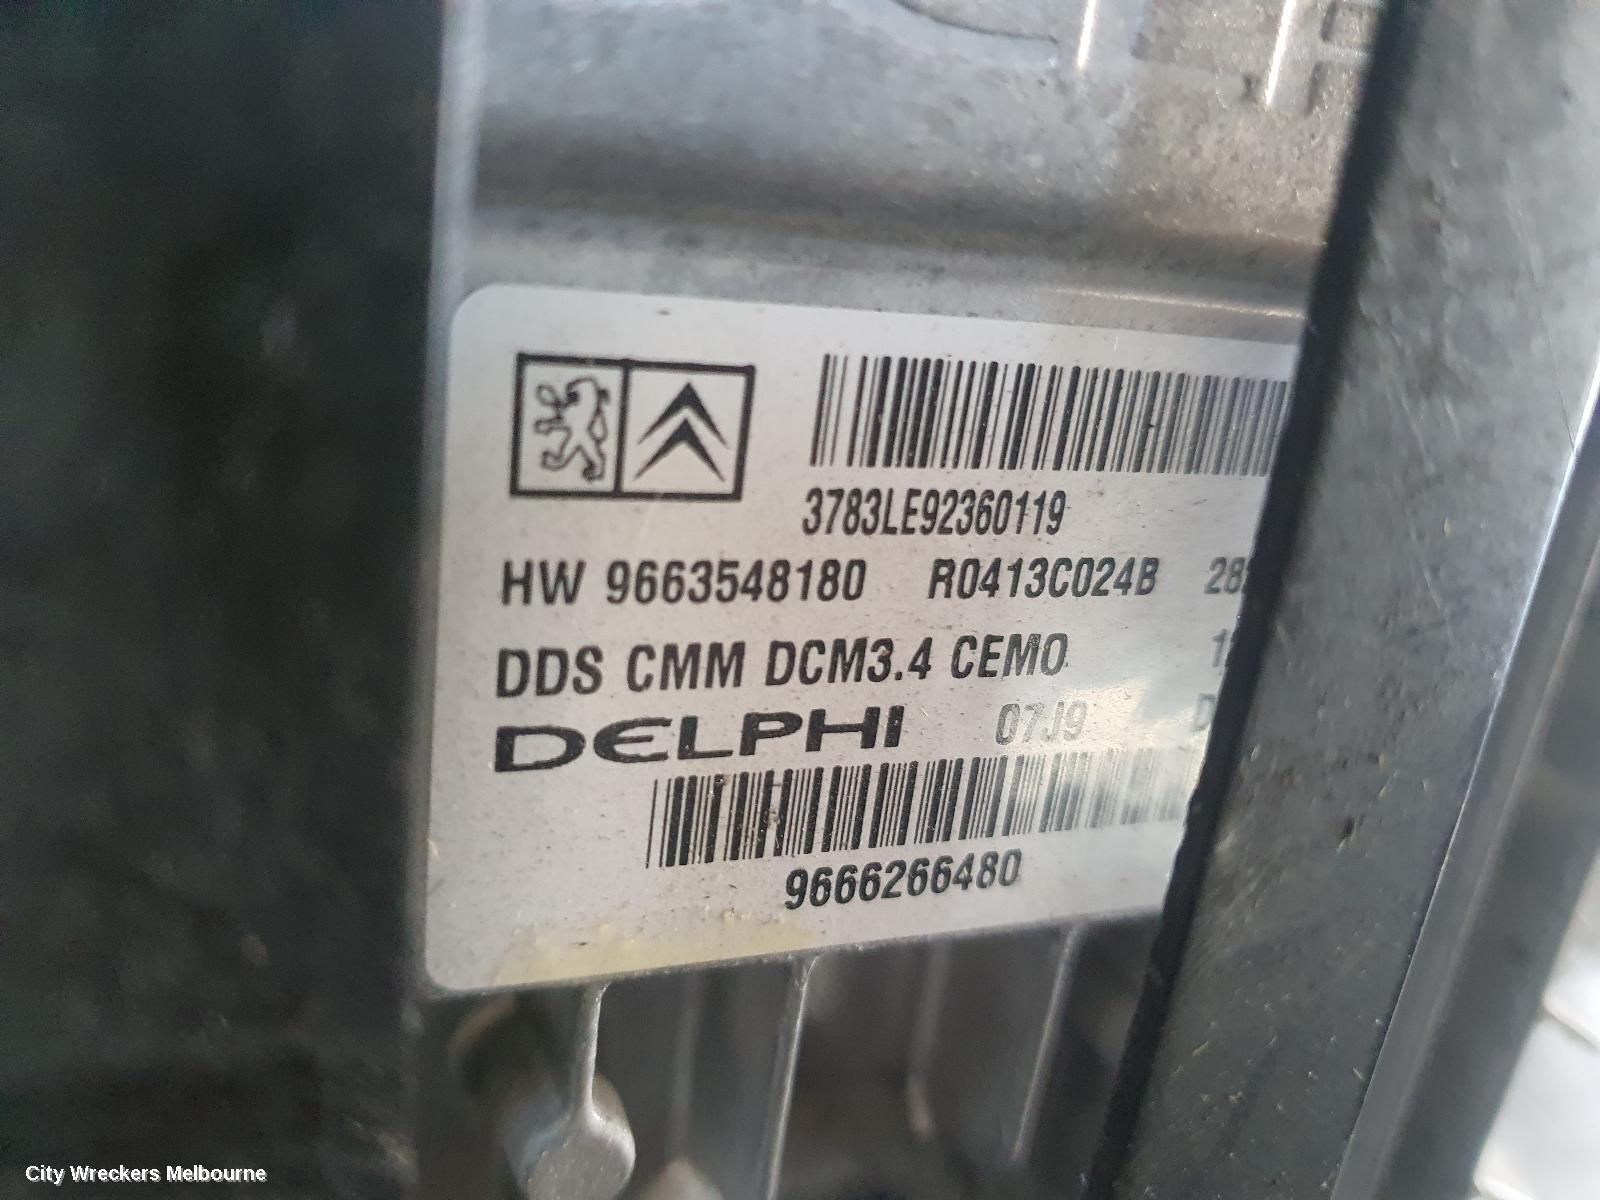 3783LE92360119
HW 9663548180 R0413C024B
DDS CMM DCM3.4 CEMO
DELPHI 07J9
9666266480
City Wreckers Melbourne